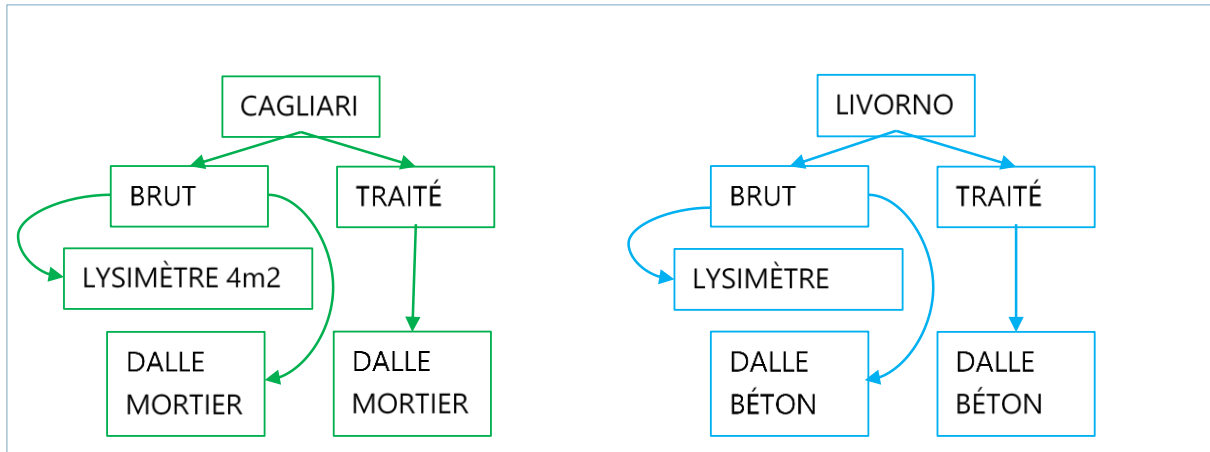 CAGLIARI
BRUT
TRAITÉ
LYSIMÈTRE 4m2
DALLE
MORTIER
DALLE
MORTIER
LIVORNO
BRUT
TRAITÉ
LYSIMÈTRE
DALLE
BÉTON
DALLE
BÉTON